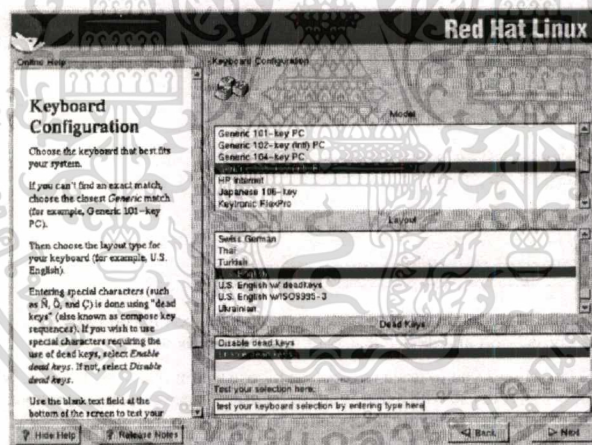 Red Hat Linux
Online Help
Keyboard Configuration
Keyboard
Configuration
Choose the keyboard that best fits
your system.
If you can't find an exact match,
choose the closest Generic match
(for example, Generic 101-key
PC).
Then choose the layout type for
your keyboard (for example, U.S.
English).
Entering special characters (such
as Ñ, Ô, and Ç) is done using "dead
keys" (also known as compose key
sequences). If you wish to use
special characters requiring the
use of dead keys, select Enable
dead keys. If not, select Disable
dead keys.
Use the blank text field at the
bottom of the screen to test your
Model
Generic 101-key PC
Generic 102-key (intl) PC
Generic 104-key PC
HP Internet
Japanese 106-key
Keytronic FlexPro
Layout
Swiss German
Thai
Turkish
English
U.S. English w/ deadkeys
U.S. English w/ISO9995-3
Ukrainian
Dead Keys
Disable dead keys
Test your selection here:
test your keyboard selection by entering type here
? Hide Help
? Release Notes
Back
Next